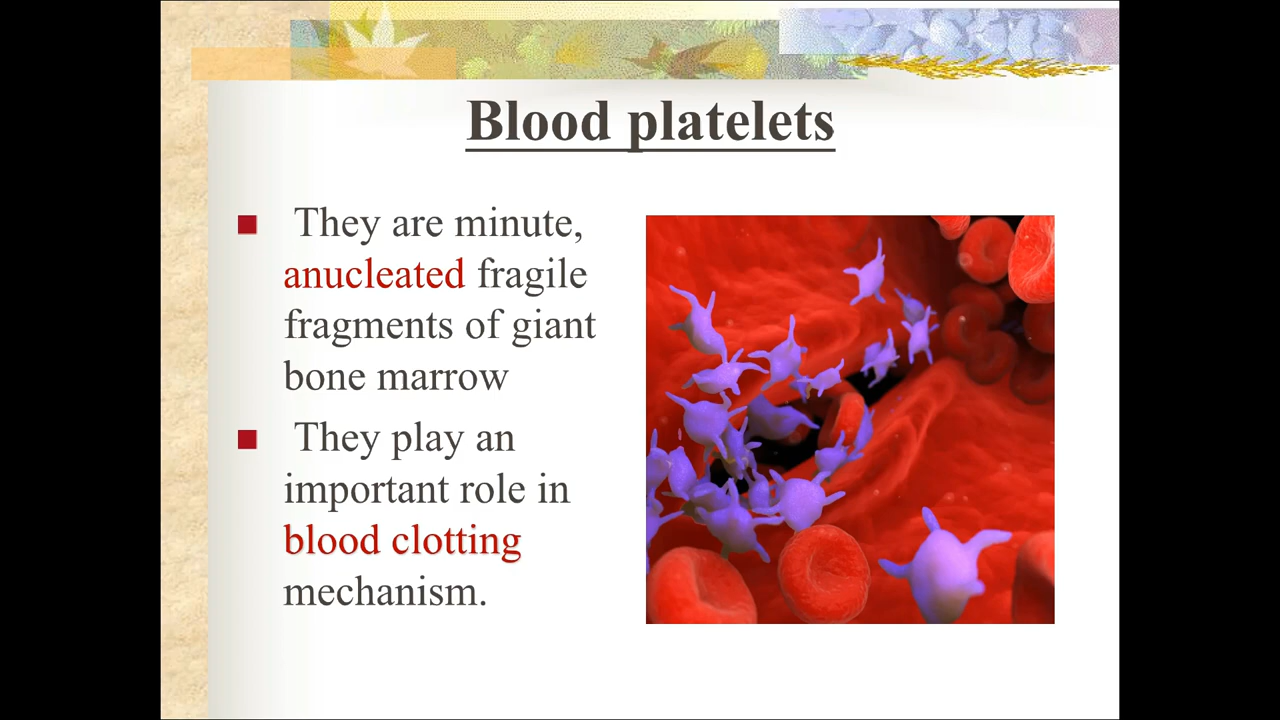 Blood platelets
They are minute,
anucleated fragile
fragments of giant
bone marrow
They play an
important role in
blood clotting
mechanism.